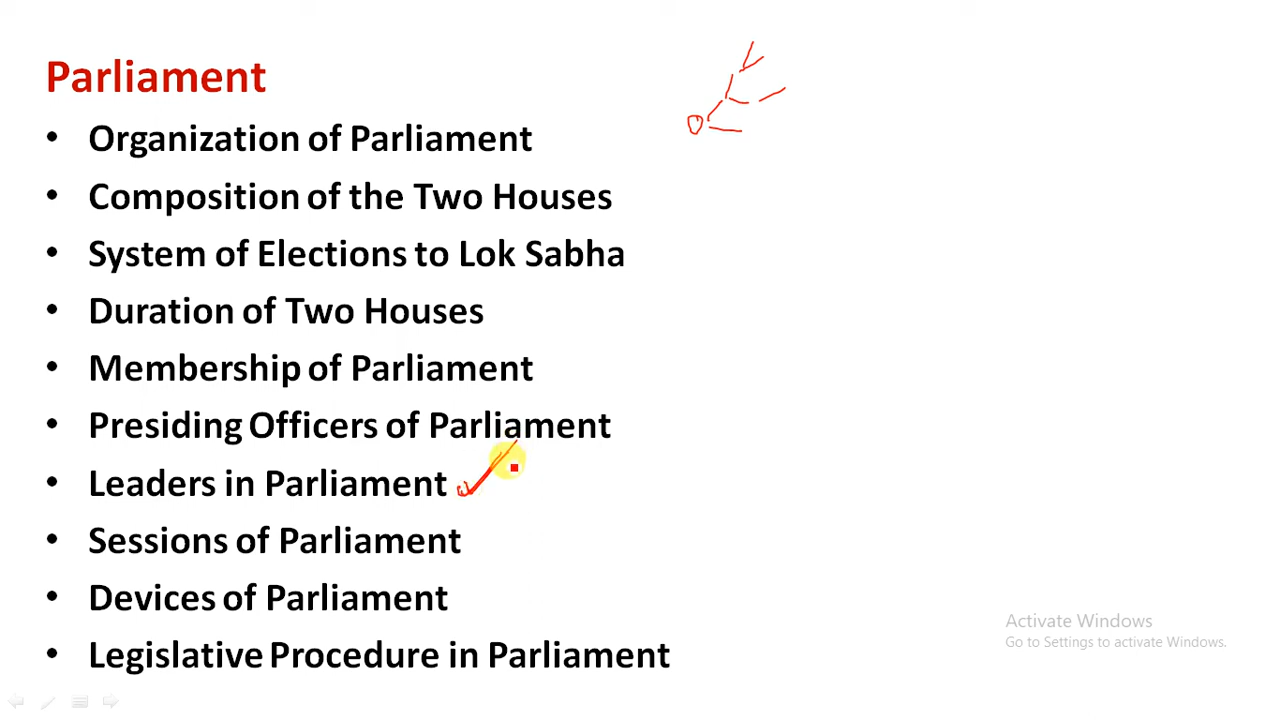 Parliament
• Organization of Parliament
• Composition of the Two Houses
• System of Elections to Lok Sabha
• Duration of Two Houses
• Membership of Parliament
• Presiding Officers of Parliament
• Leaders in Parliament
• Sessions of Parliament
• Devices of Parliament
• Legislative Procedure in Parliament
Activate Windows
Go to Settings to activate Windows.